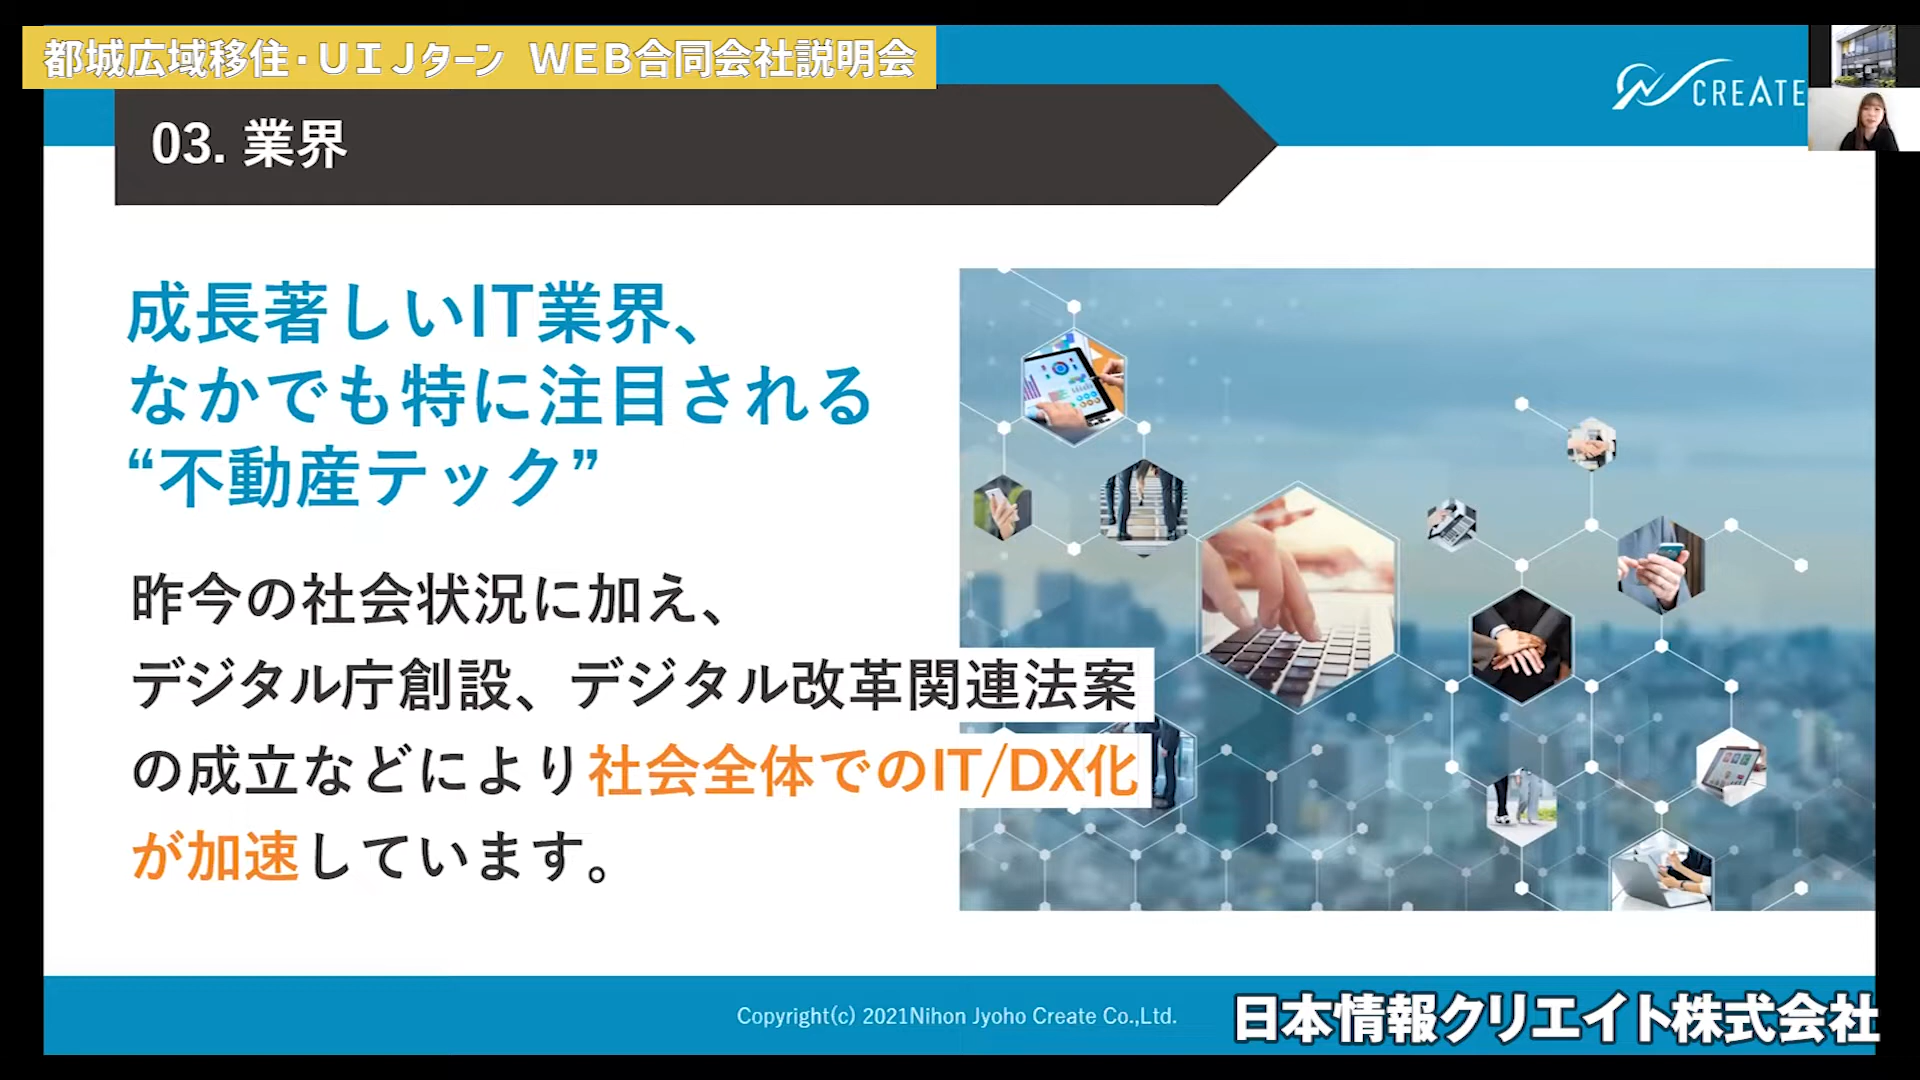 都城広域移住・ＵＩＪターン　ＷＥＢ合同会社説明会
CREATE
03. 業界
成長著しいIT業界、
なかでも特に注目される
“不動産テック”
昨今の社会状況に加え、
デジタル庁創設、デジタル改革関連法案
の成立などにより社会全体でのIT/DX化
が加速しています。
Copyright(c) 2021Nihon Jyoho Create Co.,Ltd.
日本情報クリエイト株式会社